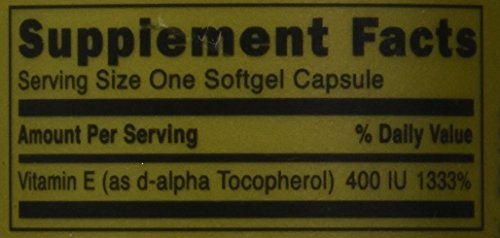 Supplement Facts
Serving Size One Softgel Capsule
Amount Per Serving % Daily Value
Vitamin E (as d-alpha Tocopherol) 400 IU 1333%